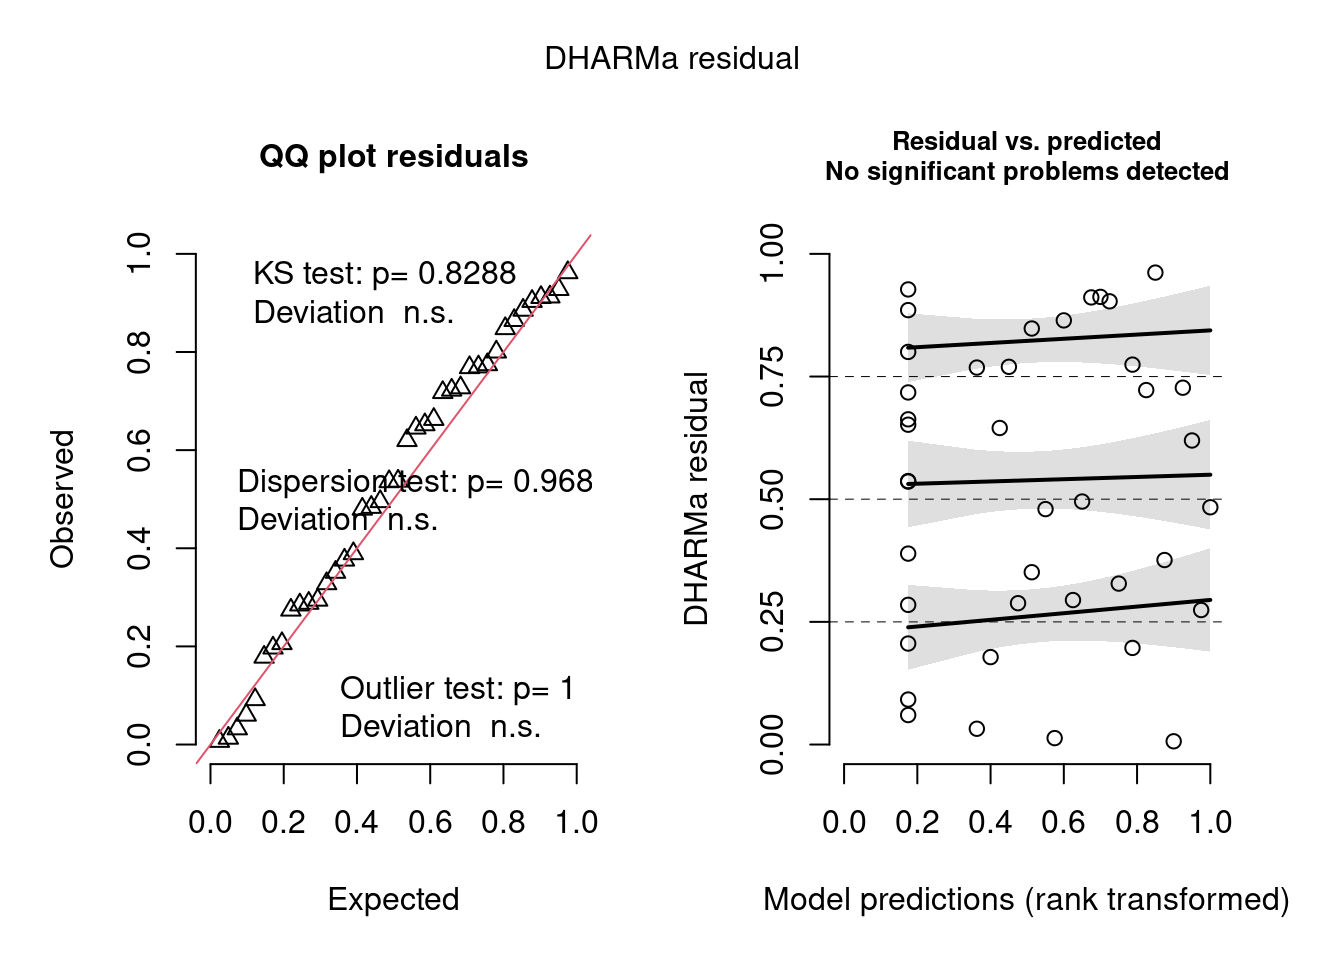 DHARMa residual
QQ plot residuals
KS test: p= 0.8288
Deviation  n.s.
Dispersion test: p= 0.968
Deviation  n.s.
Outlier test: p= 1
Deviation  n.s.
Observed
0.0 0.2 0.4 0.6 0.8 1.0
0.0 0.2 0.4 0.6 0.8 1.0
Expected
Residual vs. predicted
No significant problems detected
DHARMa residual
0.00 0.25 0.50 0.75 1.00
0.0 0.2 0.4 0.6 0.8 1.0
Model predictions (rank transformed)